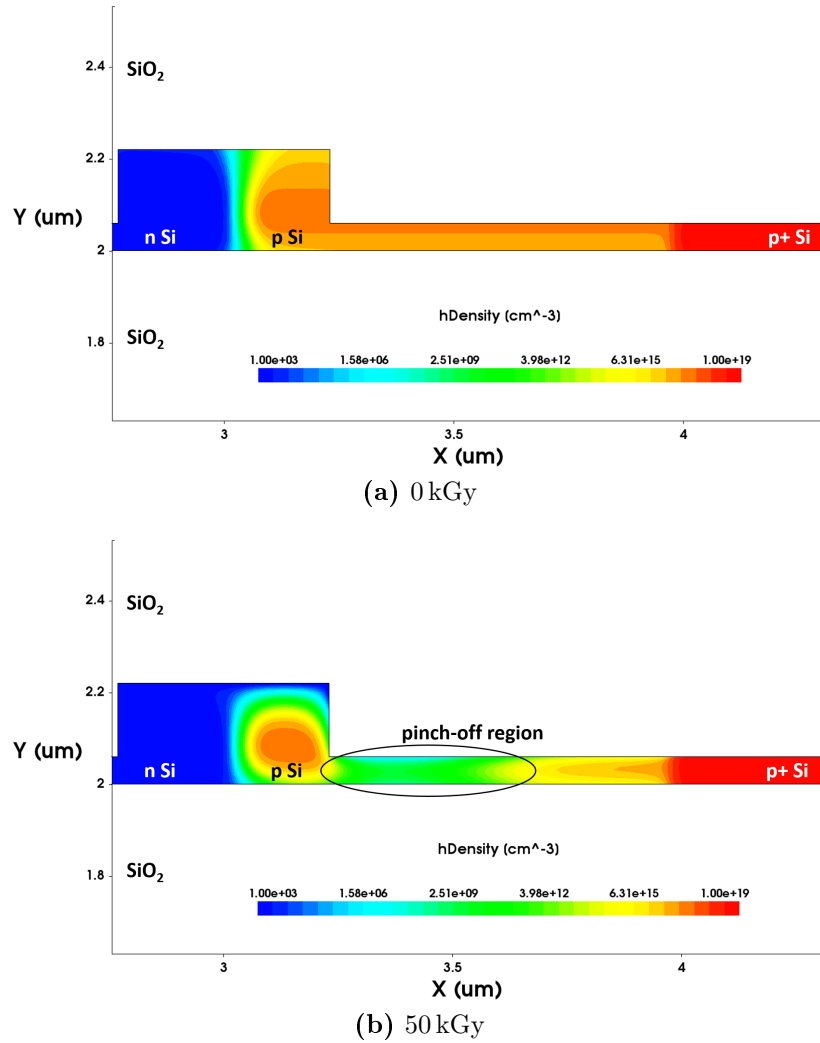 2.4
SiO2
2.2
Y (um)
n Si
p Si
p+ Si
2
hDensity (cm^-3)
1.8
SiO2
1.00e+03 1.58e+06 2.51e+09 3.98e+12 6.31e+15 1.00e+19
3 3.5 4
X (um)
(a) 0 kGy
2.4
SiO2
2.2
pinch-off region
Y (um)
n Si
p Si
p+ Si
2
hDensity (cm^-3)
1.8
SiO2
1.00e+03 1.58e+06 2.51e+09 3.98e+12 6.31e+15 1.00e+19
3 3.5 4
X (um)
(b) 50 kGy